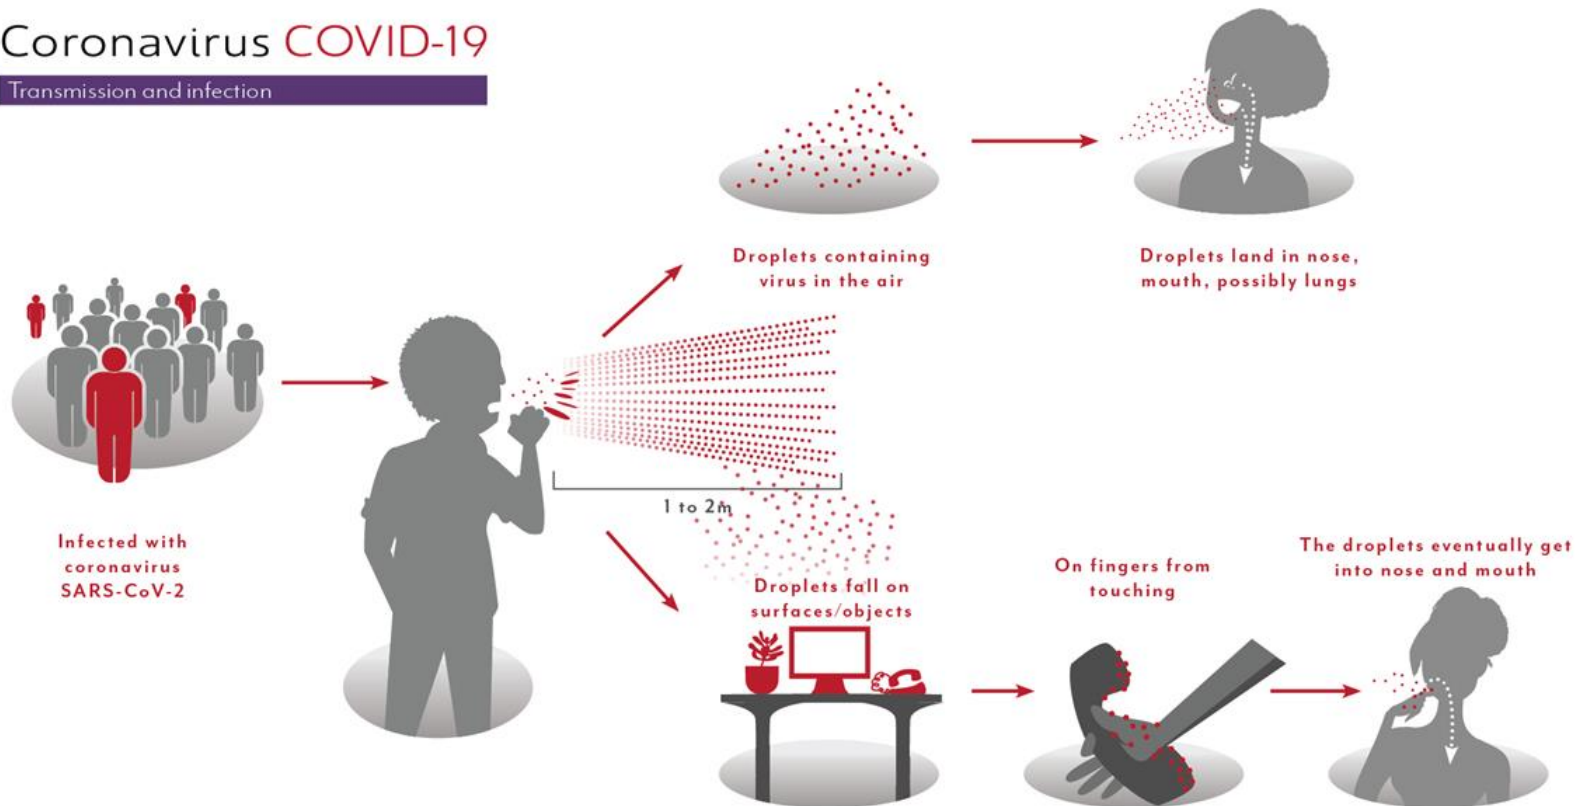 Coronavirus COVID-19
Transmission and infection
Infected with
coronavirus
SARS-CoV-2
1 to 2m
Droplets containing
virus in the air
Droplets land in nose,
mouth, possibly lungs
Droplets fall on
surfaces/objects
On fingers from
touching
The droplets eventually get
into nose and mouth